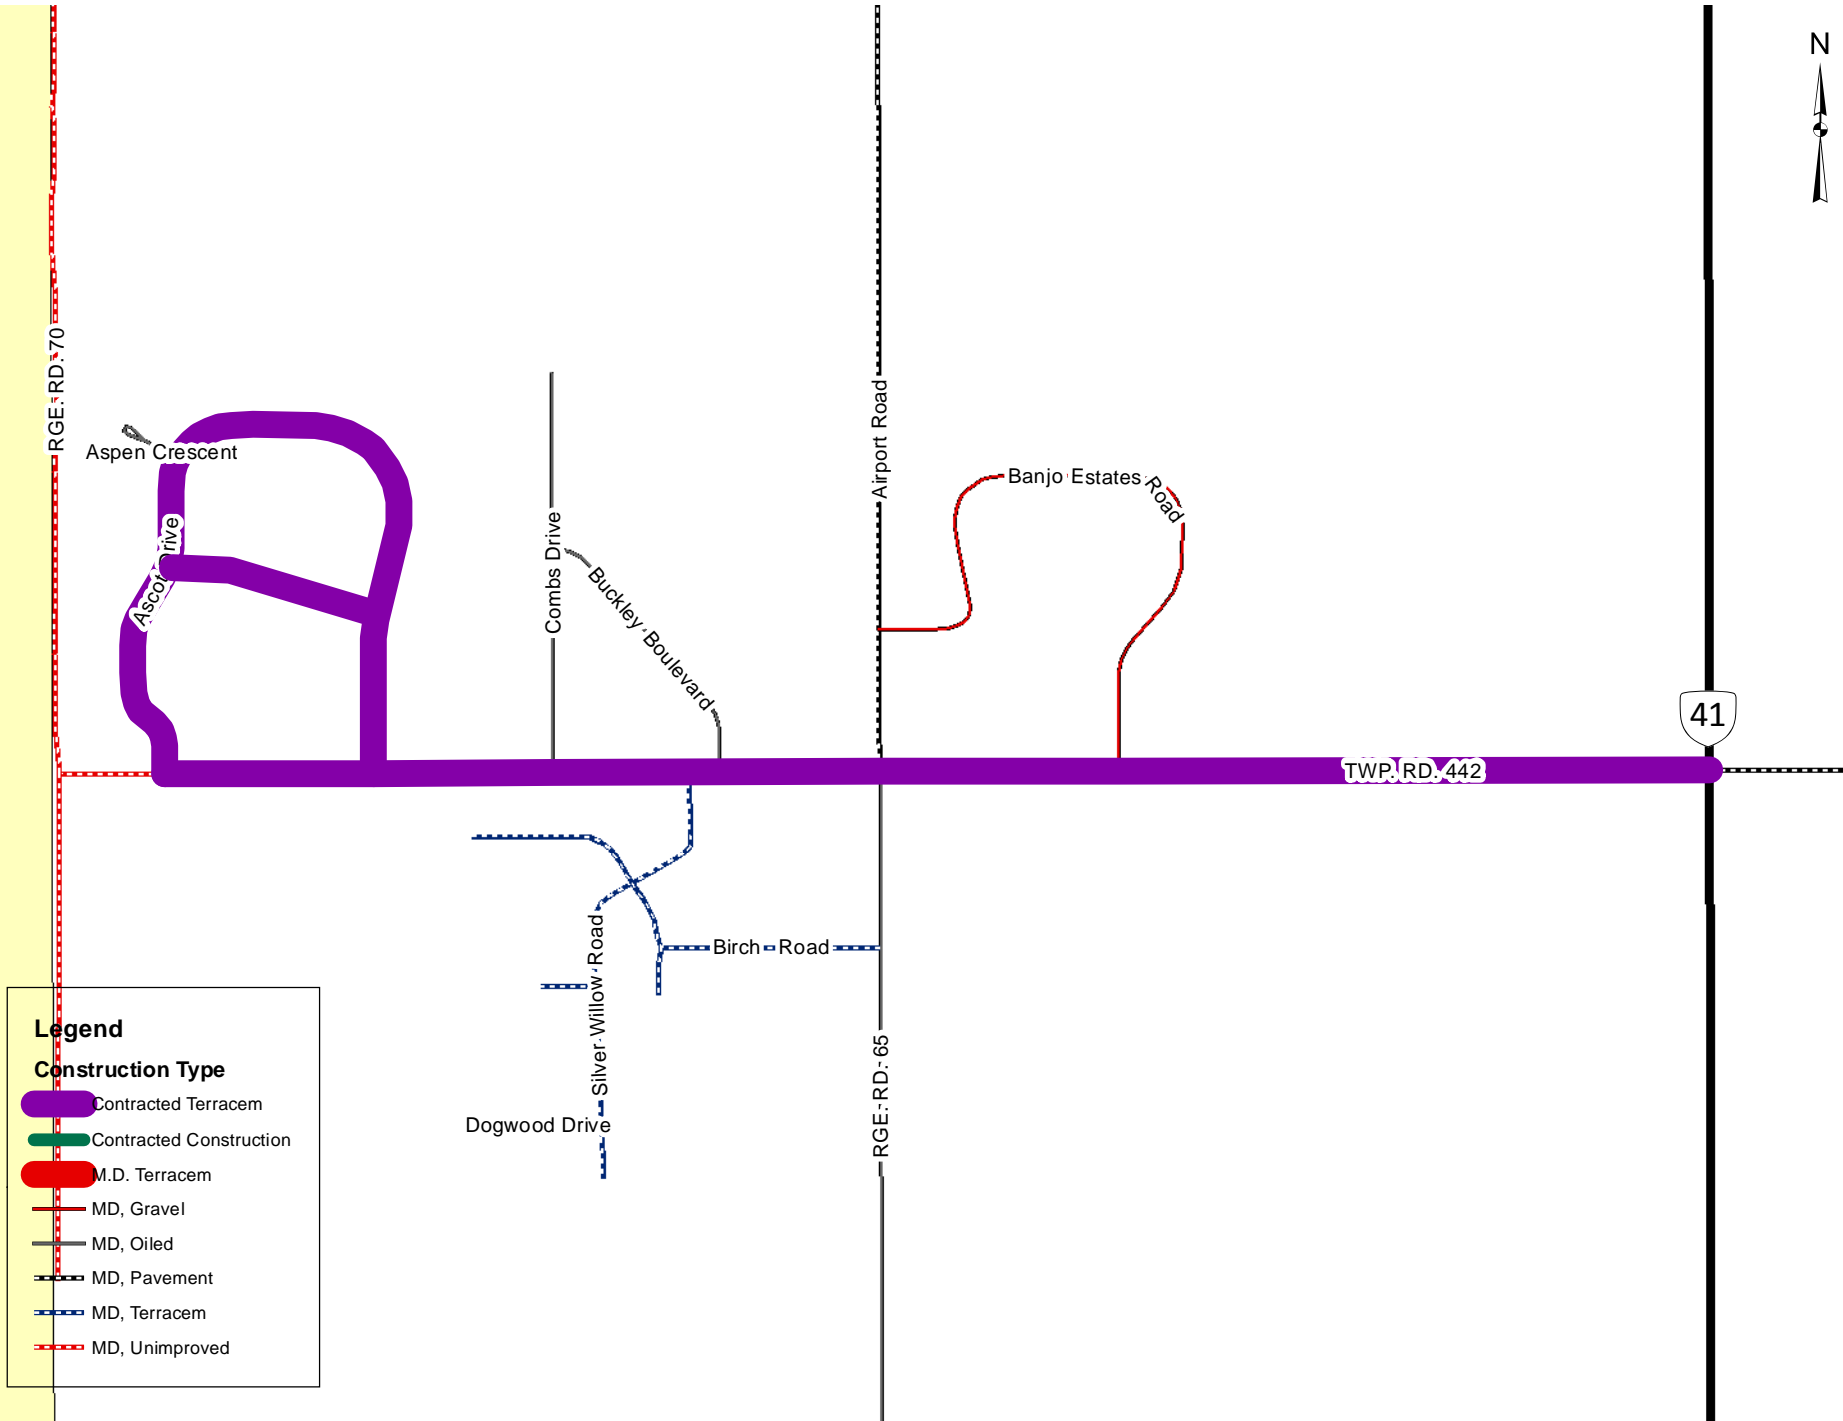 N
RGE. RD. 70
Aspen Crescent
Ascot Drive
Combs Drive
Buckley Boulevard
Airport Road
Banjo Estates Road
41
TWP. RD. 442
Birch Road
Silver Willow Road
Dogwood Drive
RGE. RD. 65
Legend
Construction Type
Contracted Terracem
Contracted Construction
M.D. Terracem
MD, Gravel
MD, Oiled
MD, Pavement
MD, Terracem
MD, Unimproved